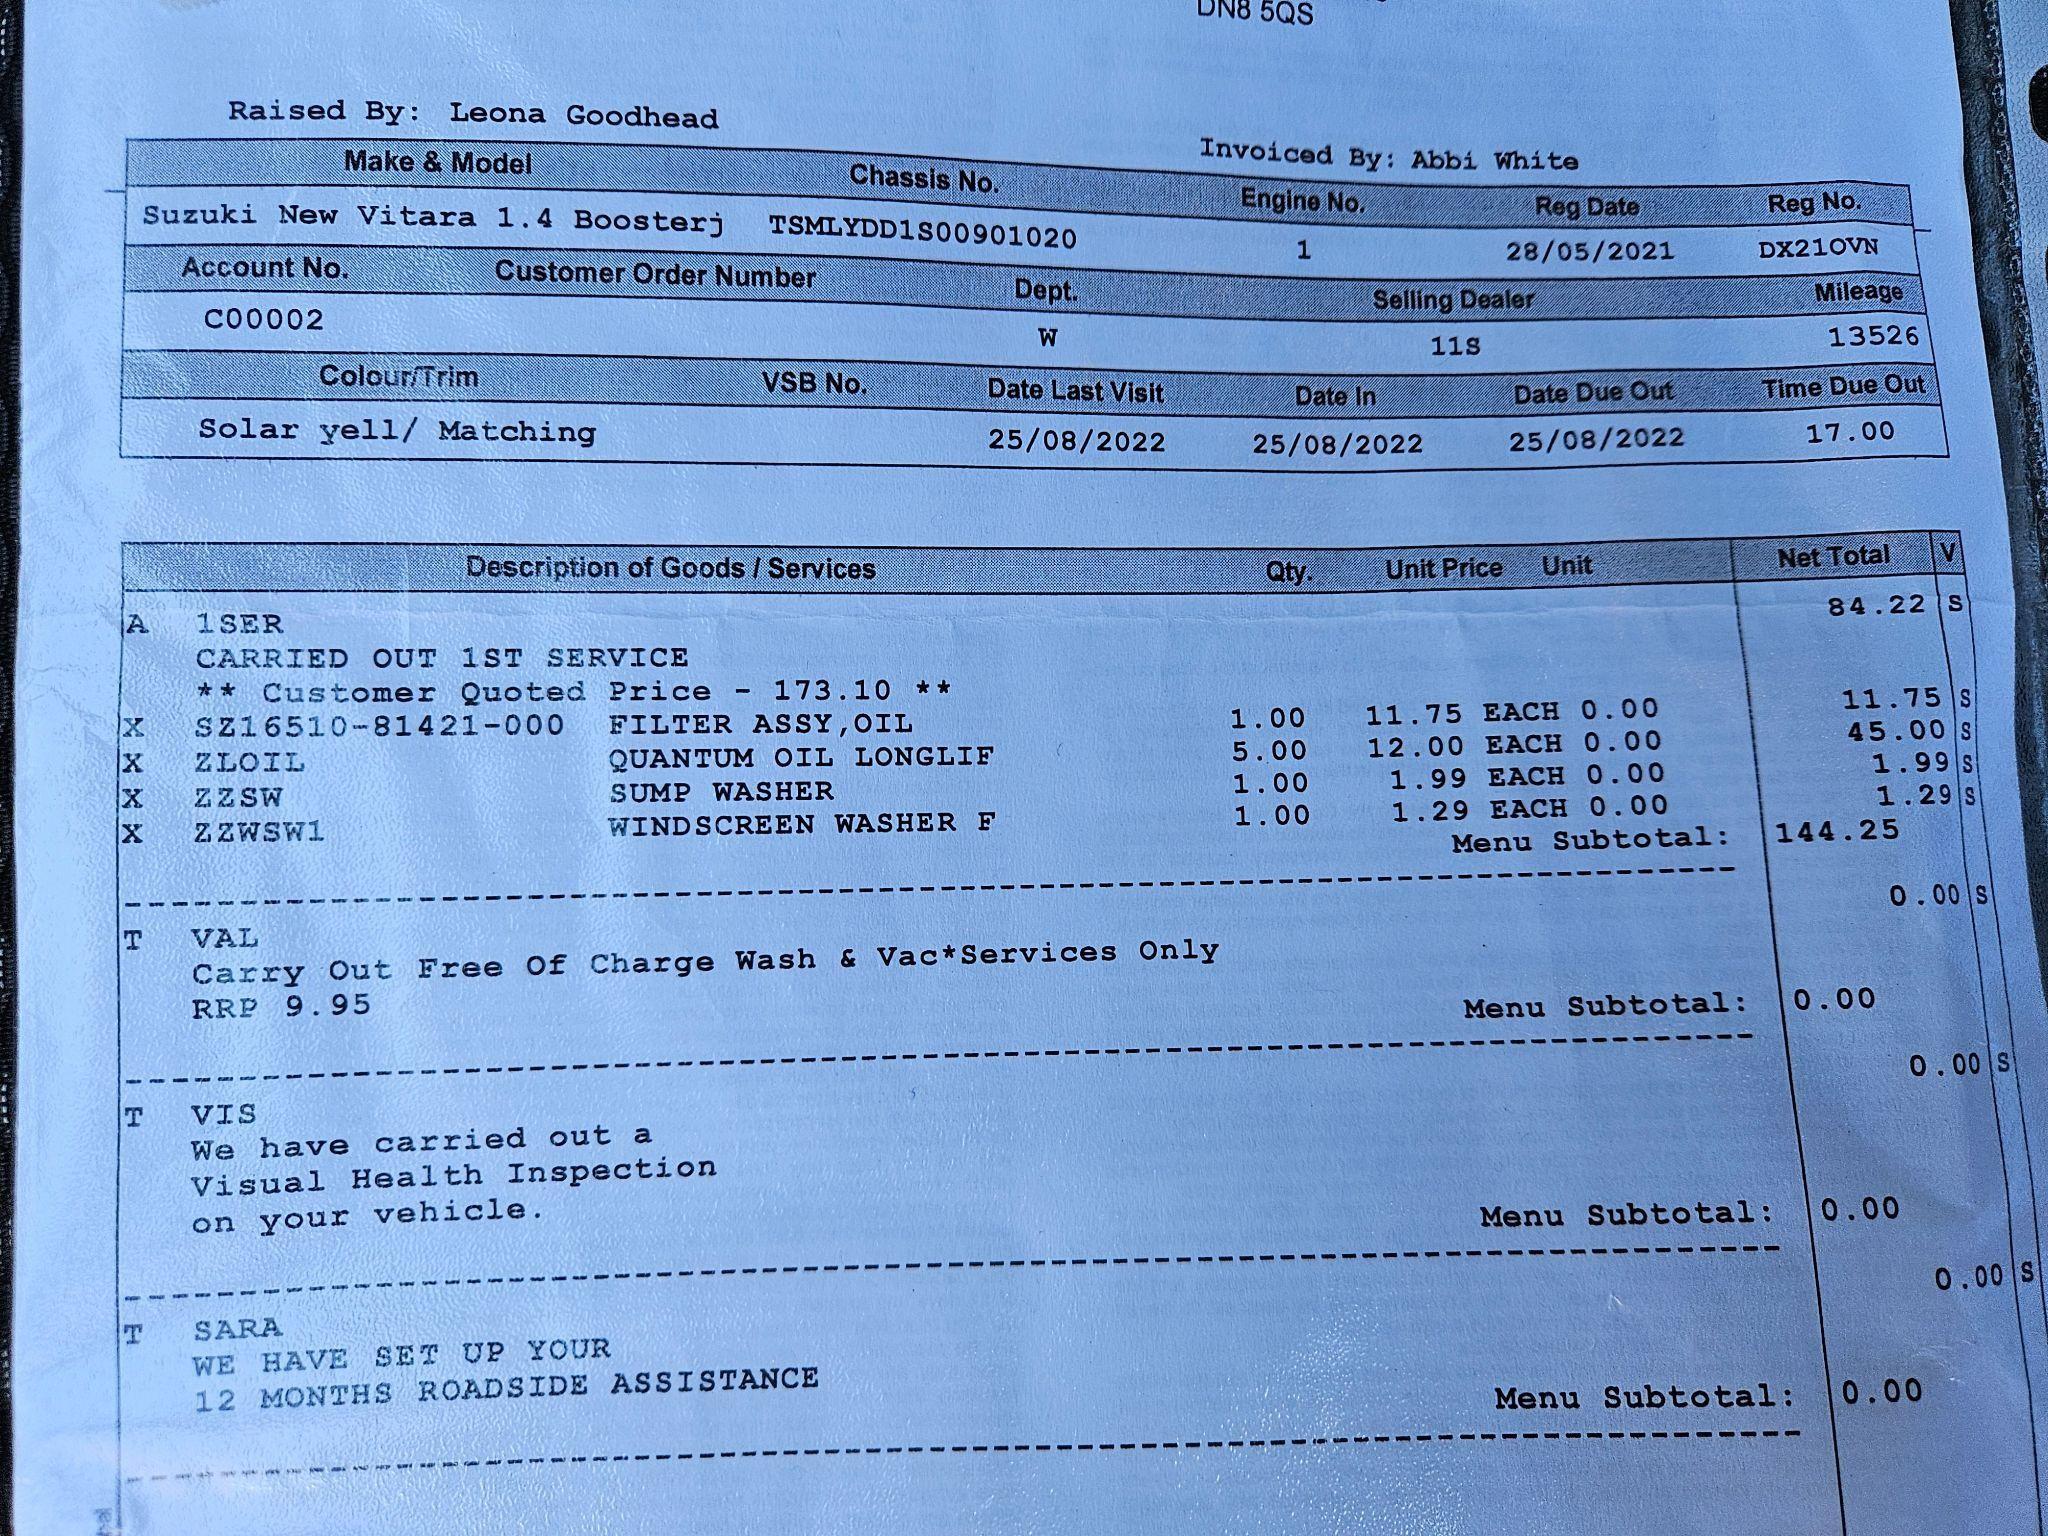 DN8 5QS
Raised By: Leona Goodhead
Invoiced By: Abbi White
Make & Model Chassis No. Engine No. Reg Date Reg No.
Suzuki New Vitara 1.4 Boosterj TSMLYDD1S00901020 1 28/05/2021 DX21OVN
Account No. Customer Order Number Dept. Selling Dealer Mileage
C00002 W 11S 13526
Colour/Trim VSB No. Date Last Visit Date In Date Due Out Time Due Out
Solar yell/ Matching 25/08/2022 25/08/2022 25/08/2022 17.00
Description of Goods / Services Qty. Unit Price Unit Net Total V
A 1SER 84.22 S
CARRIED OUT 1ST SERVICE
** Customer Quoted Price - 173.10 **
X SZ16510-81421-000 FILTER ASSY,OIL 1.00 11.75 EACH 0.00 11.75 S
X ZLOIL QUANTUM OIL LONGLIF 5.00 12.00 EACH 0.00 45.00 S
X ZZSW SUMP WASHER 1.00 1.99 EACH 0.00 1.99 S
X ZZWSW1 WINDSCREEN WASHER F 1.00 1.29 EACH 0.00 1.29 S
Menu Subtotal: 144.25
T VAL 0.00 S
Carry Out Free Of Charge Wash & Vac*Services Only
RRP 9.95
Menu Subtotal: 0.00
T VIS 0.00 S
We have carried out a
Visual Health Inspection
on your vehicle.
Menu Subtotal: 0.00
T SARA 0.00 S
WE HAVE SET UP YOUR
12 MONTHS ROADSIDE ASSISTANCE
Menu Subtotal: 0.00